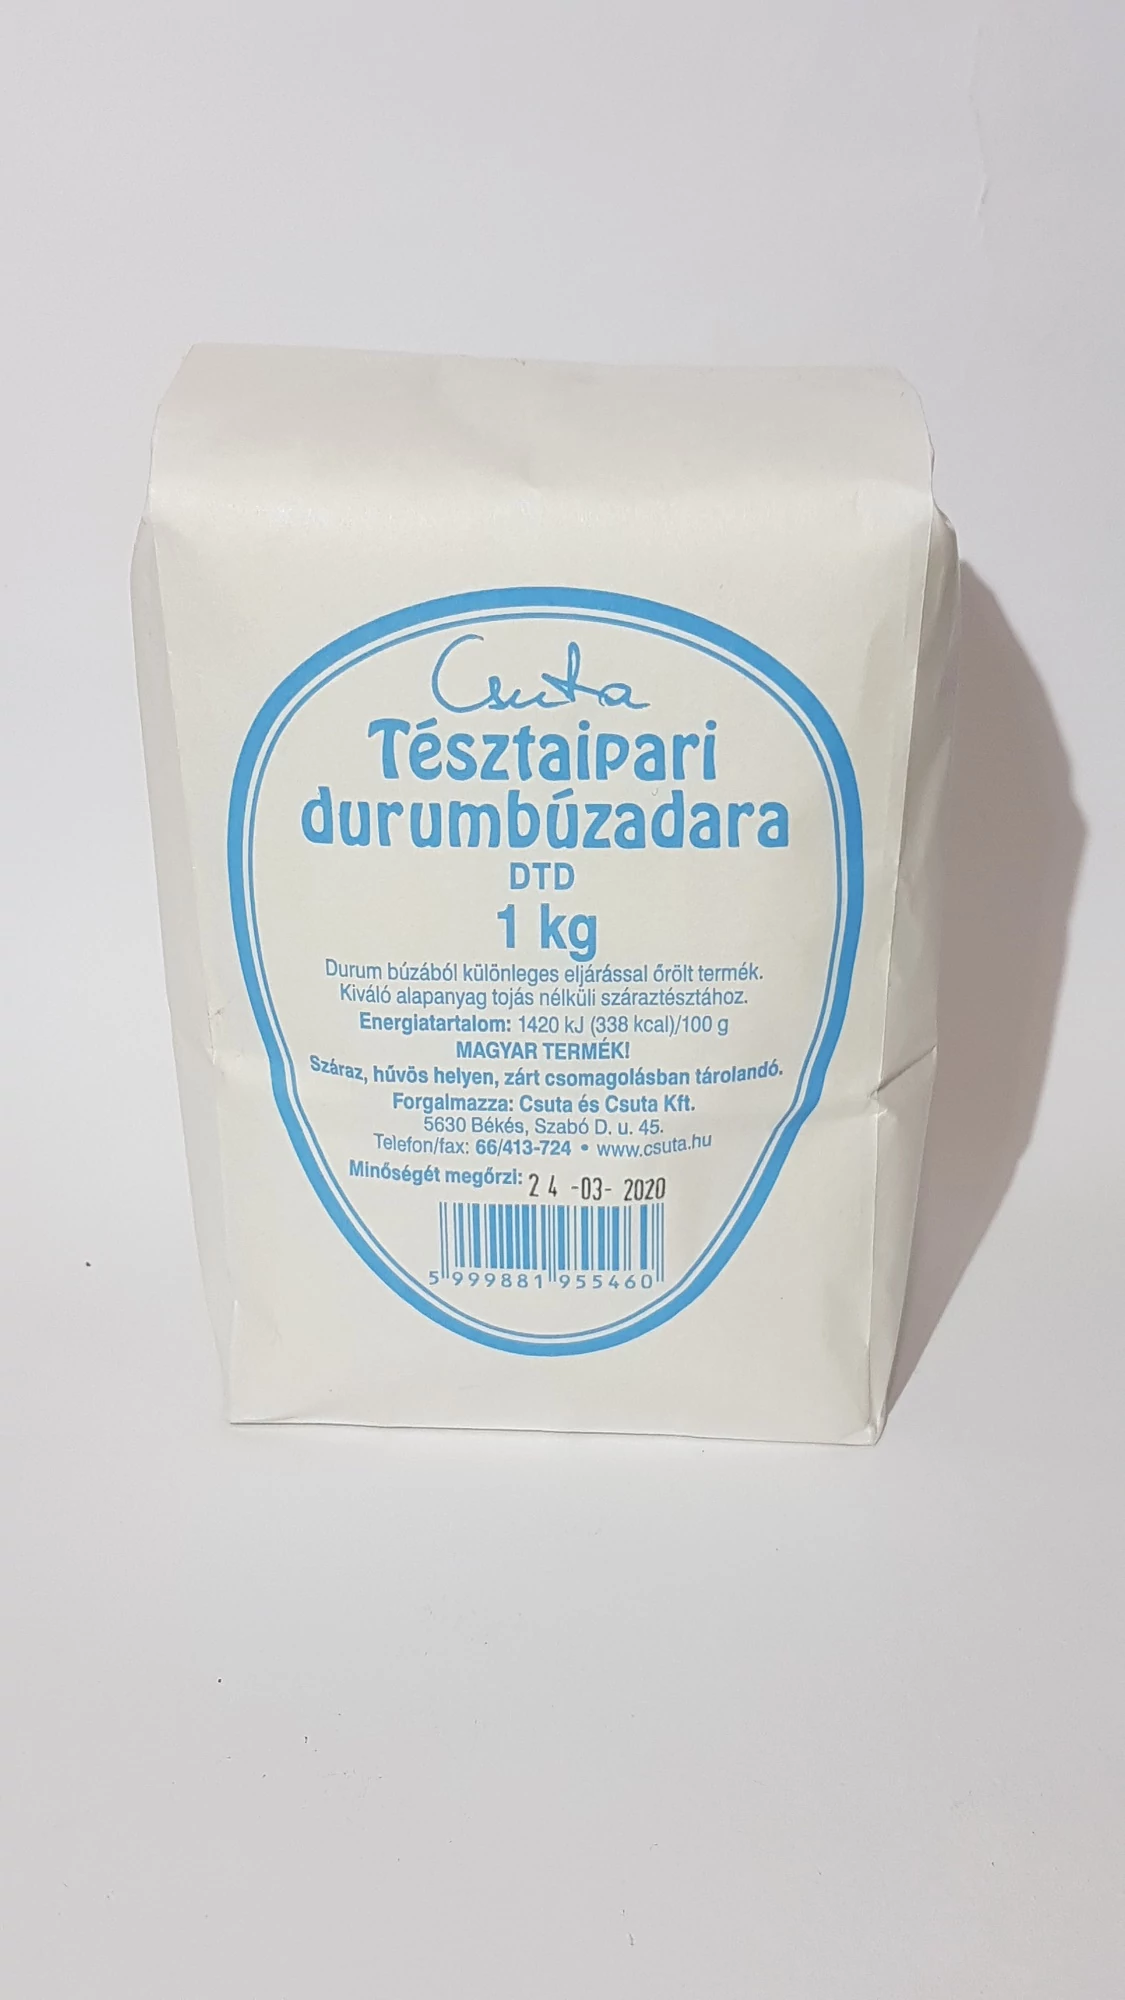 Csuta
Tésztaipari
durumbúzadara
DTD
1 kg
Durum búzából különleges eljárással őrölt termék.
Kiváló alapanyag tojás nélküli száraztésztához.
Energiatartalom: 1420 kJ (338 kcal)/100 g
MAGYAR TERMÉK!
Száraz, hűvös helyen, zárt csomagolásban tárolandó.
Forgalmazza: Csuta és Csuta Kft.
5630 Békés, Szabó D. u. 45.
Telefon/fax: 66/413-724 • www.csuta.hu
Minőségét megőrzi: 24 -03- 2020
5 999881 955460